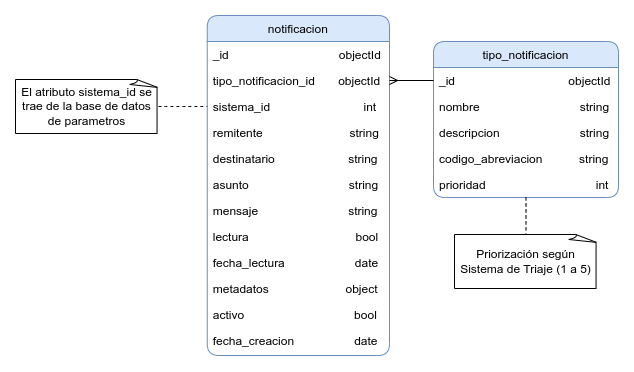 notificacion
_id objectId
tipo_notificacion_id objectId
sistema_id int
remitente string
destinatario string
asunto string
mensaje string
lectura bool
fecha_lectura date
metadatos object
activo bool
fecha_creacion date
El atributo sistema_id se
trae de la base de datos
de parametros
tipo_notificacion
_id objectId
nombre string
descripcion string
codigo_abreviacion string
prioridad int
Priorización según
Sistema de Triaje (1 a 5)